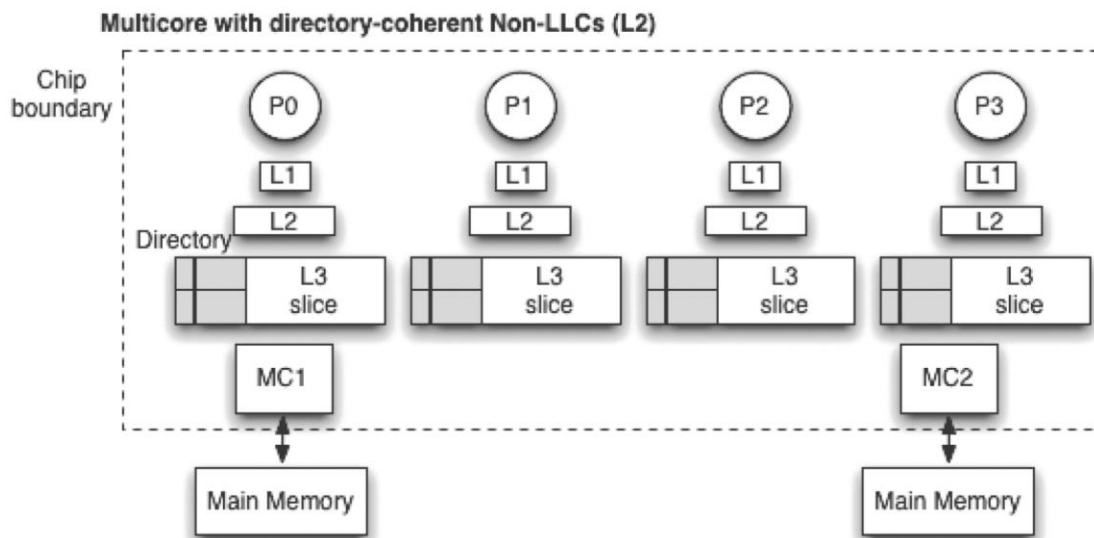 Multicore with directory-coherent Non-LLCs (L2)
Chip
boundary
P0 P1 P2 P3
L1 L1 L1 L1
L2 L2 L2 L2
Directory
L3 L3 L3 L3
slice slice slice slice
MC1 MC2
Main Memory Main Memory